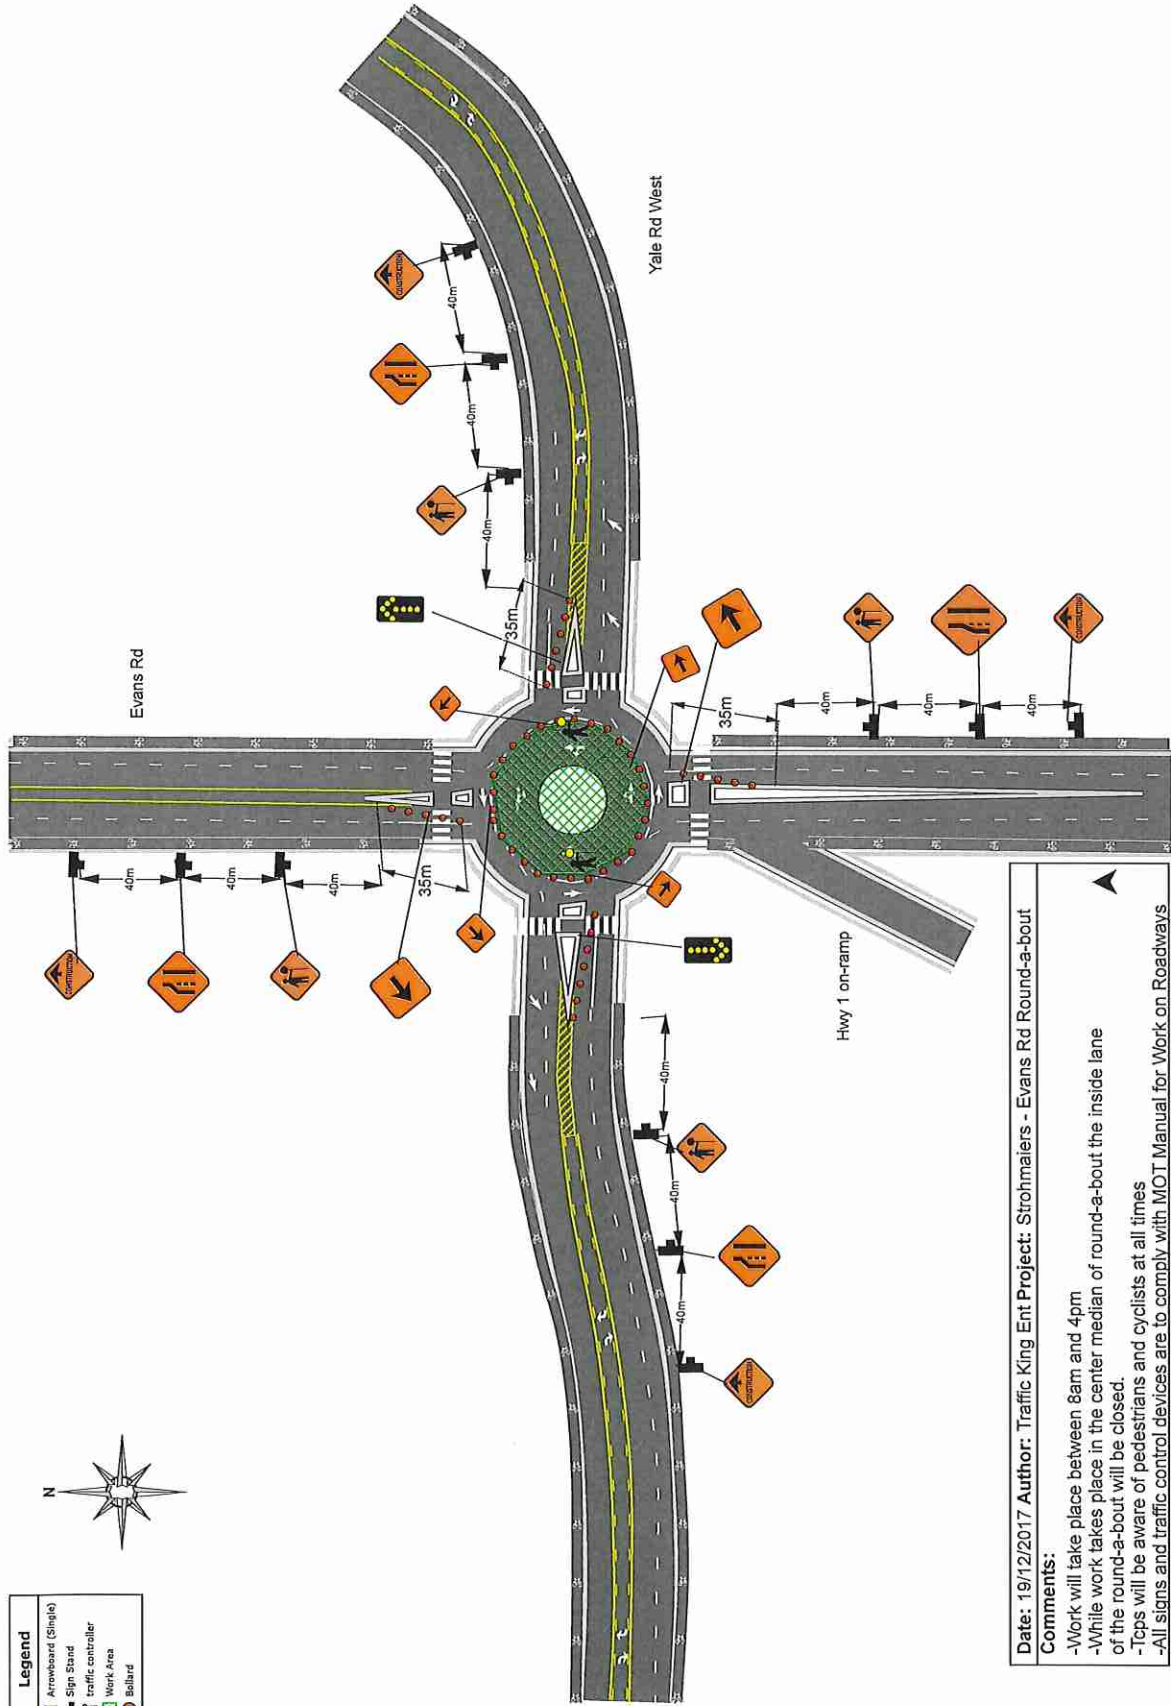 Evans Rd
Yale Rd West
Hwy 1 on-ramp
N
CONSTRUCTION
40m
40m
40m
35m
CONSTRUCTION
40m
40m
40m
35m
CONSTRUCTION
40m
40m
40m
35m
CONSTRUCTION
40m
40m
40m
Legend
Arrowboard (Single)
Sign Stand
traffic controller
Work Area
Bollard
Date: 19/12/2017 Author: Traffic King Ent Project: Strohmaiers - Evans Rd Round-a-bout
Comments:
-Work will take place between 8am and 4pm
-While work takes place in the center median of round-a-bout the inside lane
of the round-a-bout will be closed.
-Tcps will be aware of pedestrians and cyclists at all times
-All signs and traffic control devices are to comply with MOT Manual for Work on Roadways